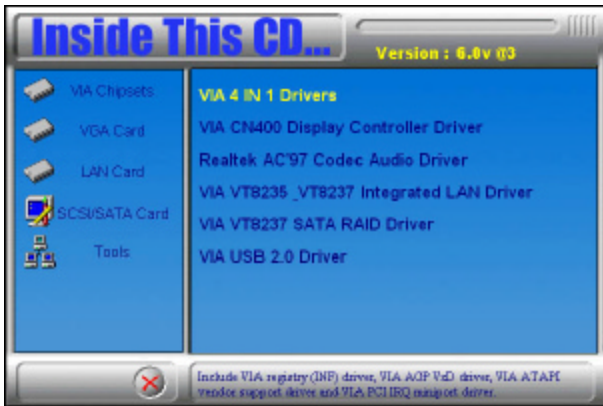 Inside This CD...
Version : 6.0v @3
VIA Chipsets
VGA Card
LAN Card
SCSI/SATA Card
Tools
VIA 4 IN 1 Drivers
VIA CN400 Display Controller Driver
Realtek AC'97 Codec Audio Driver
VIA VT8235 _VT8237 Integrated LAN Driver
VIA VT8237 SATA RAID Driver
VIA USB 2.0 Driver
Include VIA registry (INF) driver, VIA AGP VxD driver, VIA ATAPI
vendor support driver and VIA PCI IRQ miniport driver.